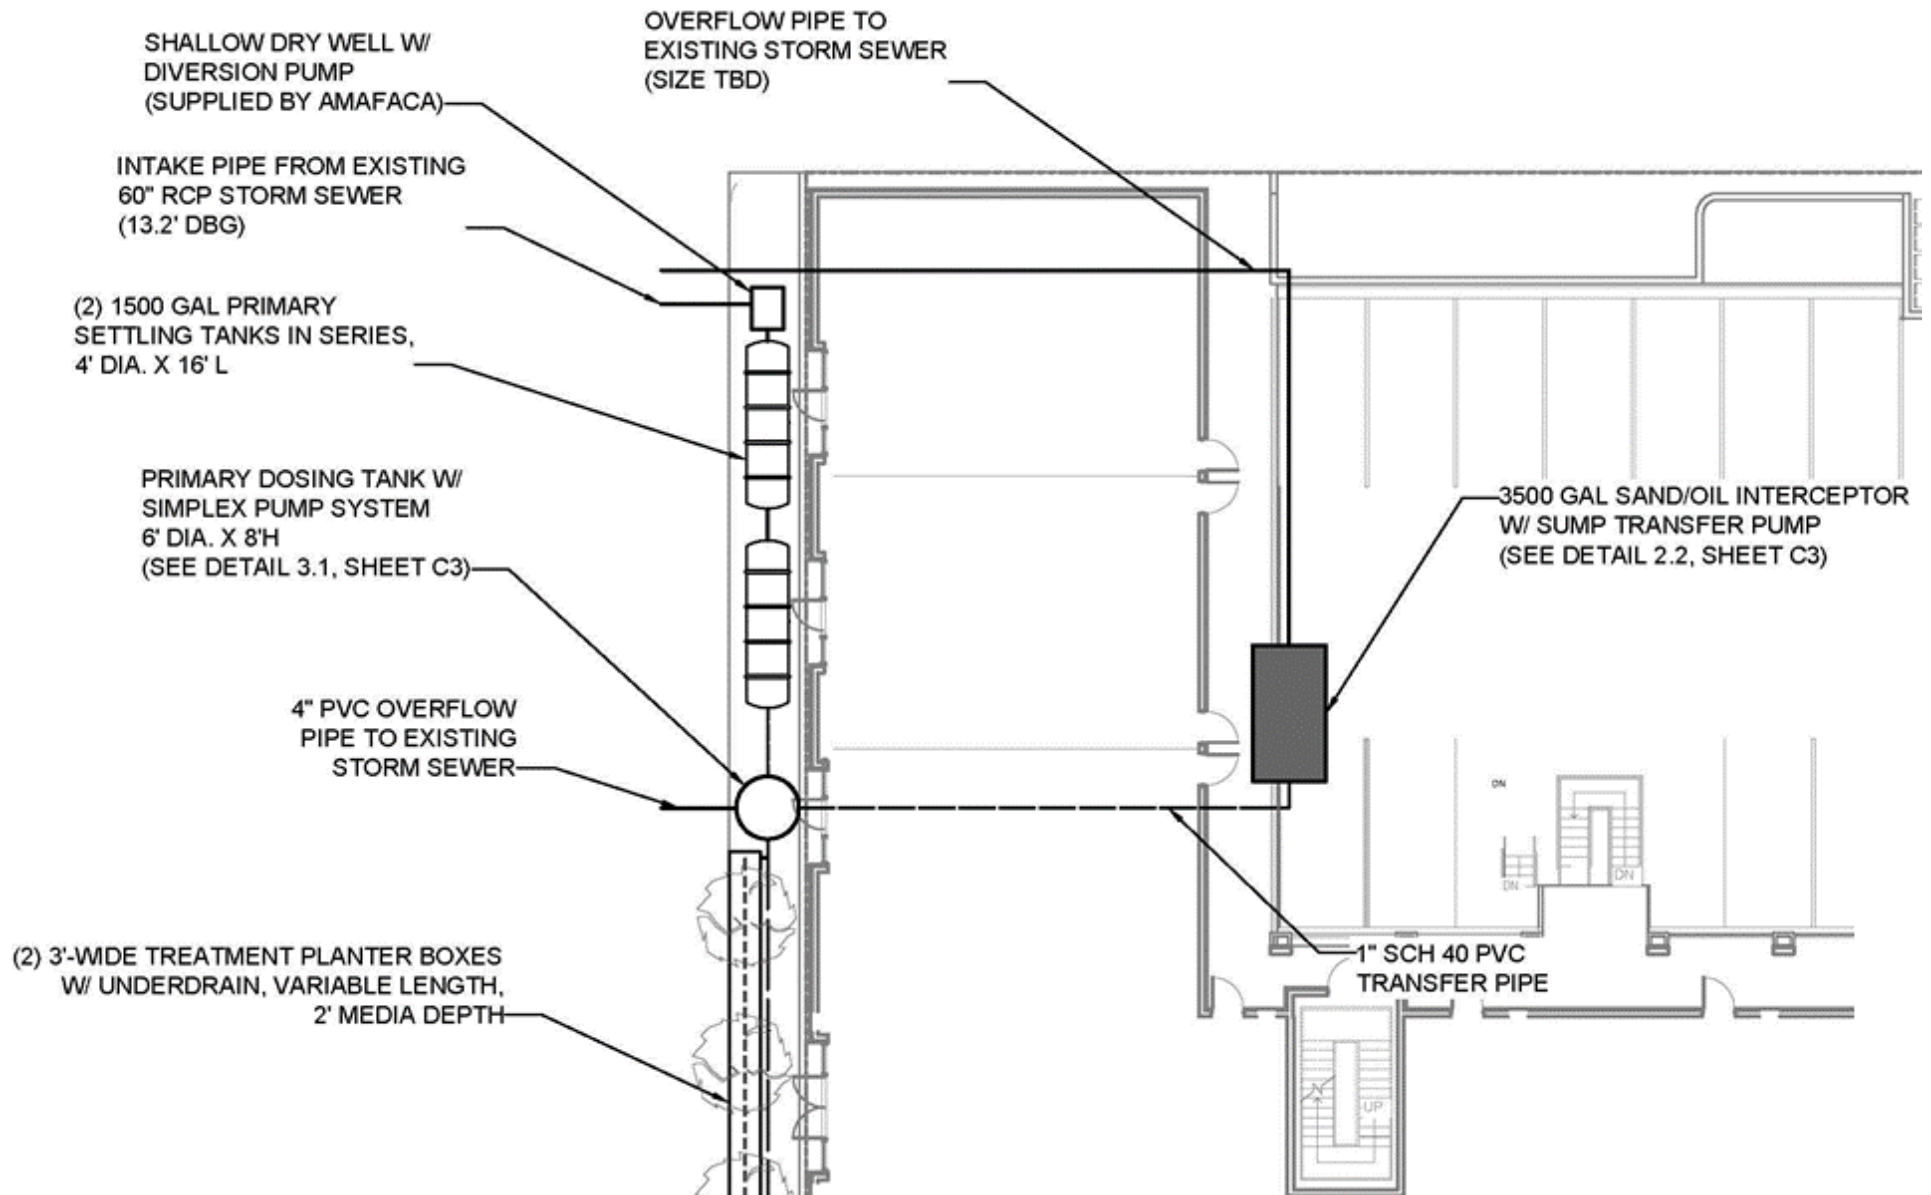 SHALLOW DRY WELL W/
DIVERSION PUMP
(SUPPLIED BY AMAFACA)
OVERFLOW PIPE TO
EXISTING STORM SEWER
(SIZE TBD)
INTAKE PIPE FROM EXISTING
60" RCP STORM SEWER
(13.2' DBG)
(2) 1500 GAL PRIMARY
SETTLING TANKS IN SERIES,
4' DIA. X 16' L
PRIMARY DOSING TANK W/
SIMPLEX PUMP SYSTEM
6' DIA. X 8'H
(SEE DETAIL 3.1, SHEET C3)
3500 GAL SAND/OIL INTERCEPTOR
W/ SUMP TRANSFER PUMP
(SEE DETAIL 2.2, SHEET C3)
4" PVC OVERFLOW
PIPE TO EXISTING
STORM SEWER
DN
DN
DN
(2) 3'-WIDE TREATMENT PLANTER BOXES
W/ UNDERDRAIN, VARIABLE LENGTH,
2' MEDIA DEPTH
1" SCH 40 PVC
TRANSFER PIPE
UP